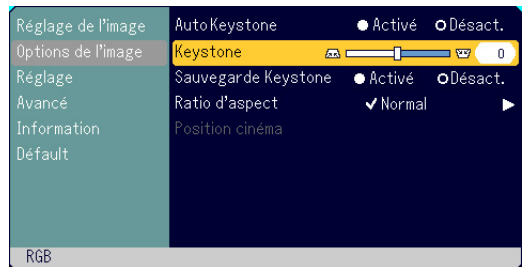 Réglage de l'image
Options de l'image
Réglage
Avancé
Information
Défault
Auto Keystone Activé Désact.
Keystone 0
Sauvegarde Keystone Activé Désact.
Ratio d'aspect Normal
Position cinéma
RGB